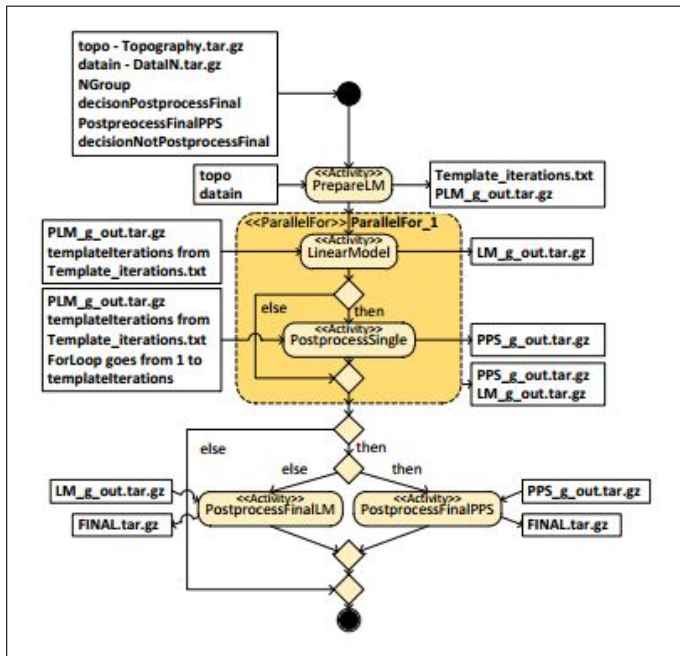 topo - Topography.tar.gz
datain - DataIN.tar.gz
NGroup
decisonPostprocessFinal
PostpreocessFinalPPS
decisionNotPostprocessFinal
topo
datain
<<Activity>>
PrepareLM
Template_iterations.txt
PLM_g_out.tar.gz
<<ParallelFor>> ParallelFor_1
PLM_g_out.tar.gz
templateIterations from
Template_iterations.txt
<<Activity>>
LinearModel
LM_g_out.tar.gz
else
then
PLM_g_out.tar.gz
templateIterations from
Template_iterations.txt
ForLoop goes from 1 to
templateIterations
<<Activity>>
PostprocessSingle
PPS_g_out.tar.gz
PPS_g_out.tar.gz
LM_g_out.tar.gz
else
then
else
then
LM_g_out.tar.gz
FINAL.tar.gz
<<Activity>>
PostprocessFinalLM
<<Activity>>
PostprocessFinalPPS
PPS_g_out.tar.gz
FINAL.tar.gz